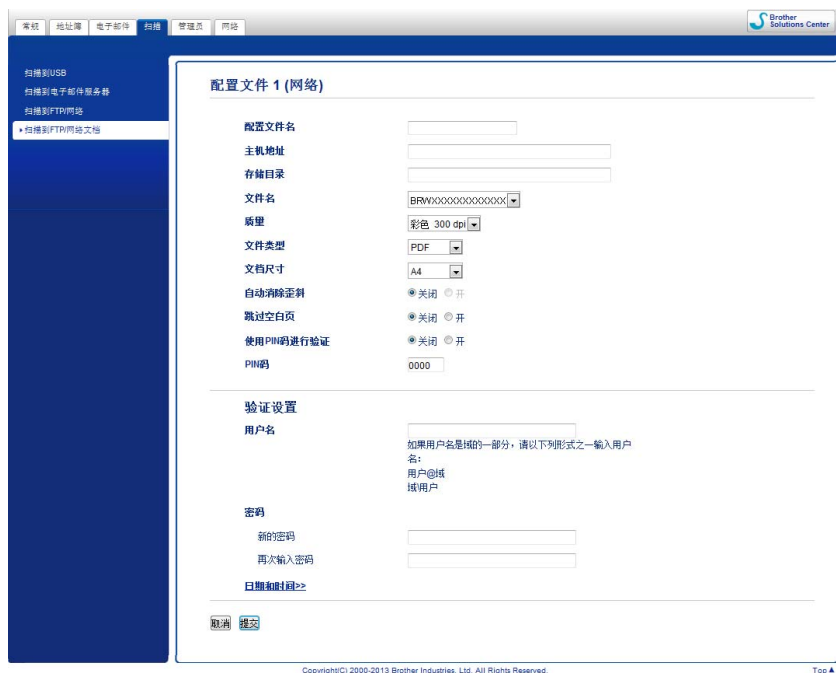 常规 地址簿 电子邮件 扫描 管理员 网络
Brother
Solutions Center
扫描到USB
扫描到电子邮件服务器
扫描到FTP/网络
扫描到FTP/网络文档
配置文件 1 (网络)
配置文件名
主机地址
存储目录
文件名 BRWXXXXXXXXXXXX
质量 彩色 300 dpi
文件类型 PDF
文档尺寸 A4
自动消除歪斜 关闭 开
跳过空白页 关闭 开
使用PIN码进行验证 关闭 开
PIN码 0000
验证设置
用户名
如果用户名是域的一部分，请以下列形式之一输入用户
名：
用户@域
域\用户
密码
新的密码
再次输入密码
日期和时间>>
取消 提交
Copyright(C) 2000-2013 Brother Industries, Ltd. All Rights Reserved.
Top▲